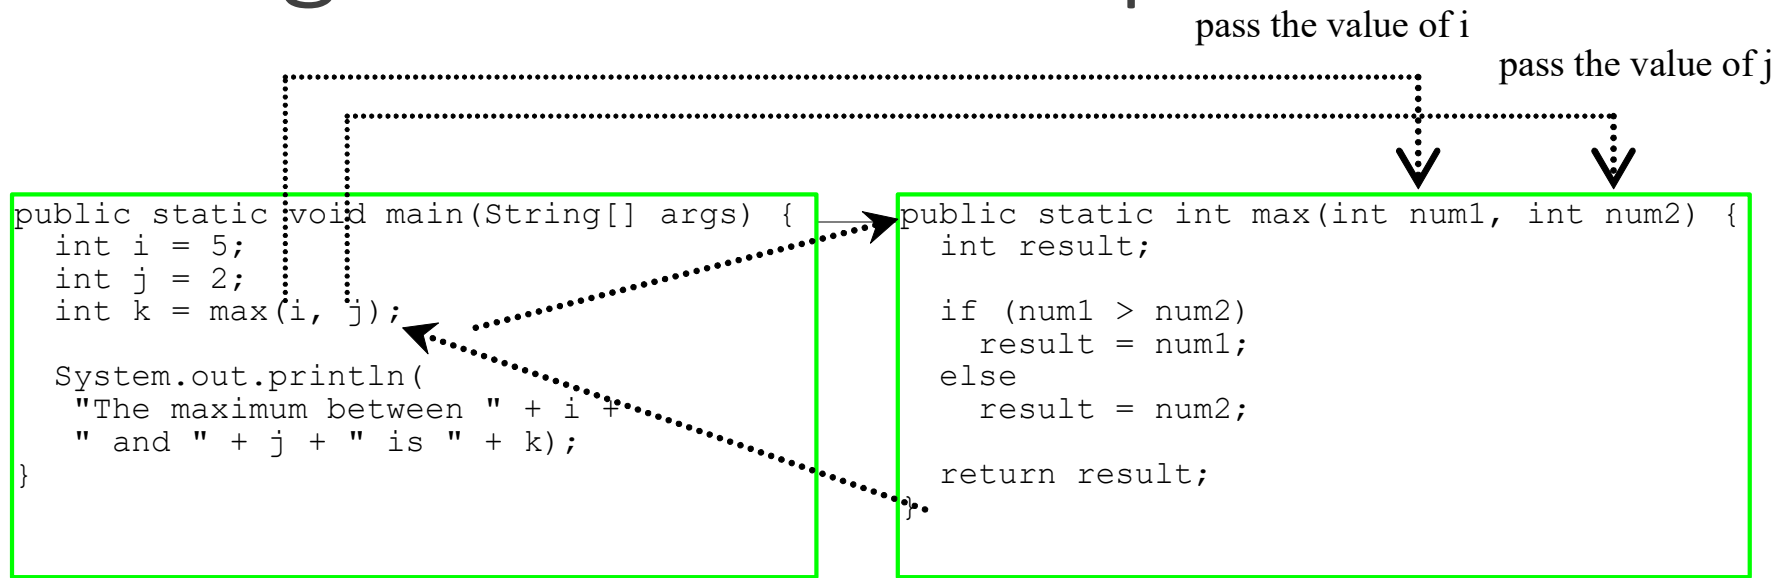 pass the value of i
pass the value of j
public static void main(String[] args) {
  int i = 5;
  int j = 2;
  int k = max(i, j);

  System.out.println(
   "The maximum between " + i +
   " and " + j + " is " + k);
}
public static int max(int num1, int num2) {
  int result;

  if (num1 > num2)
    result = num1;
  else
    result = num2;

  return result;
}